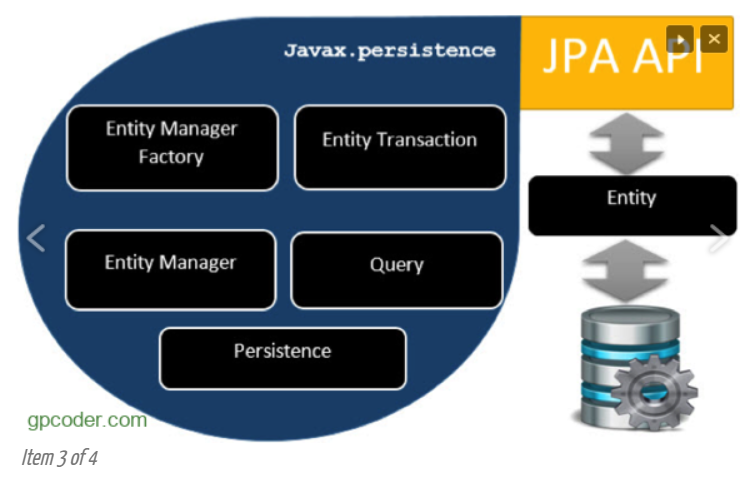 Javax.persistence
JPA API
Entity Manager
Factory
Entity Transaction
Entity
Entity Manager
Query
Persistence
gpcoder.com
Item 3 of 4